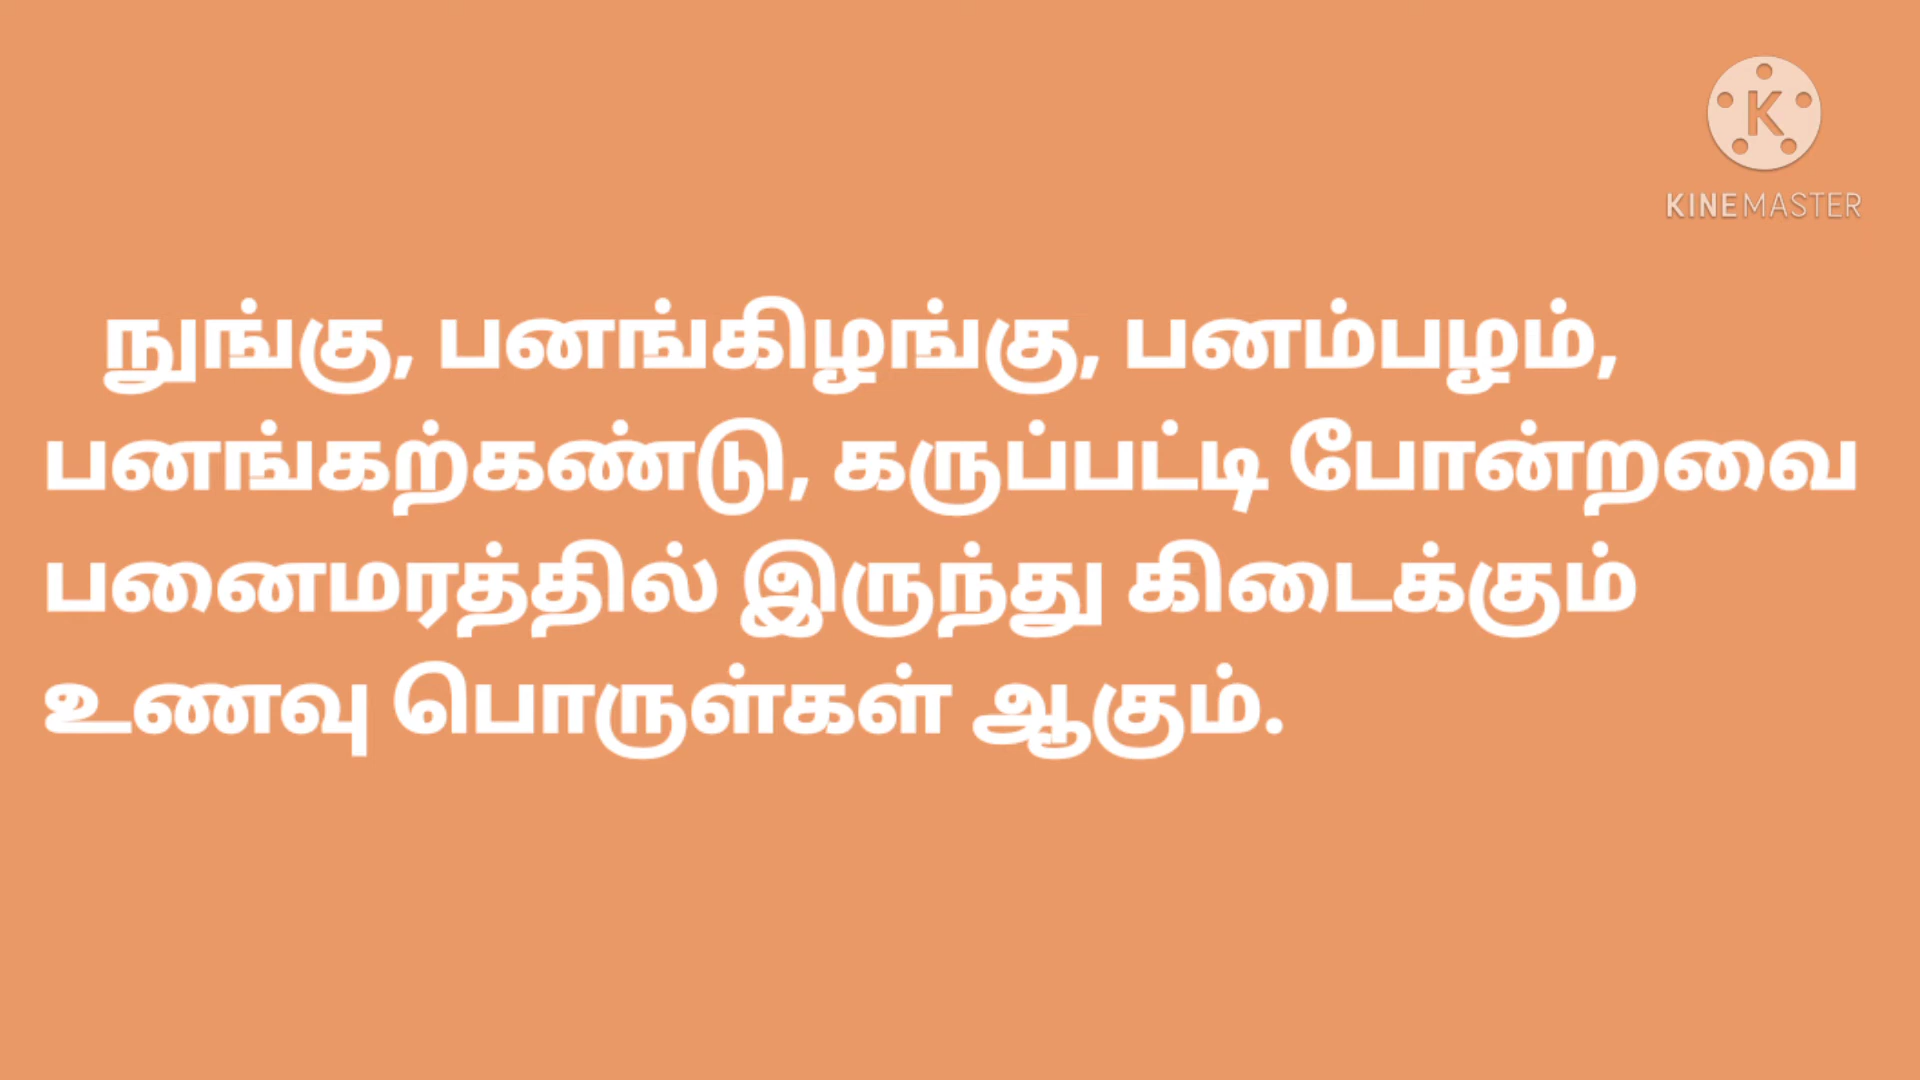 KINEMASTER
நுங்கு, பனங்கிழங்கு, பனம்பழம்,
பனங்கற்கண்டு, கருப்பட்டி போன்றவை
பனைமரத்தில் இருந்து கிடைக்கும்
உணவு பொருள்கள் ஆகும்.